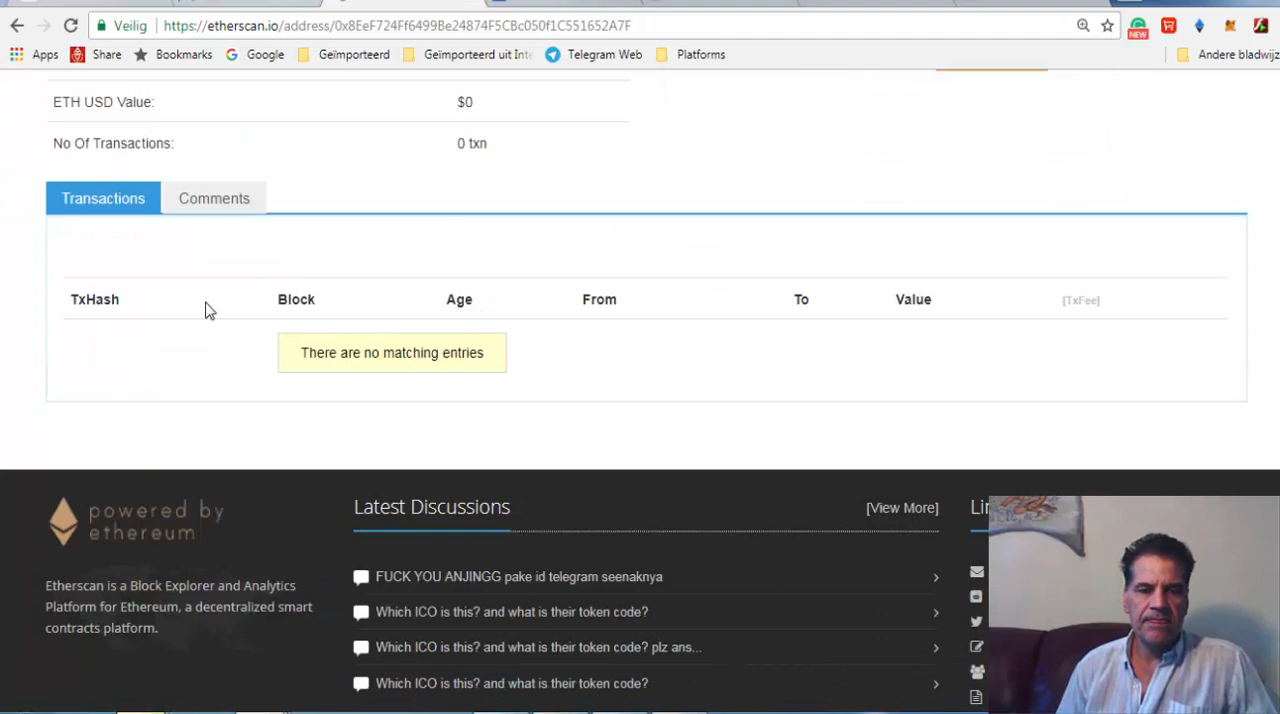 Veilig
https://etherscan.io/address/0x8EeF724Ff6499Be24874F5CBc050f1C551652A7F
NEW
Apps
Share
Bookmarks
Google
Geïmporteerd
Geïmporteerd uit Inte
Telegram Web
Platforms
Andere bladwijz
ETH USD Value:
$0
No Of Transactions:
0 txn
Transactions
Comments
TxHash
Block
Age
From
To
Value
[TxFee]
There are no matching entries
powered by
ethereum
Etherscan is a Block Explorer and Analytics
Platform for Ethereum, a decentralized smart
contracts platform.
Latest Discussions
[View More]
FUCK YOU ANJINGG pake id telegram seenaknya
Which ICO is this? and what is their token code?
Which ICO is this? and what is their token code? plz ans...
Which ICO is this? and what is their token code?
Li